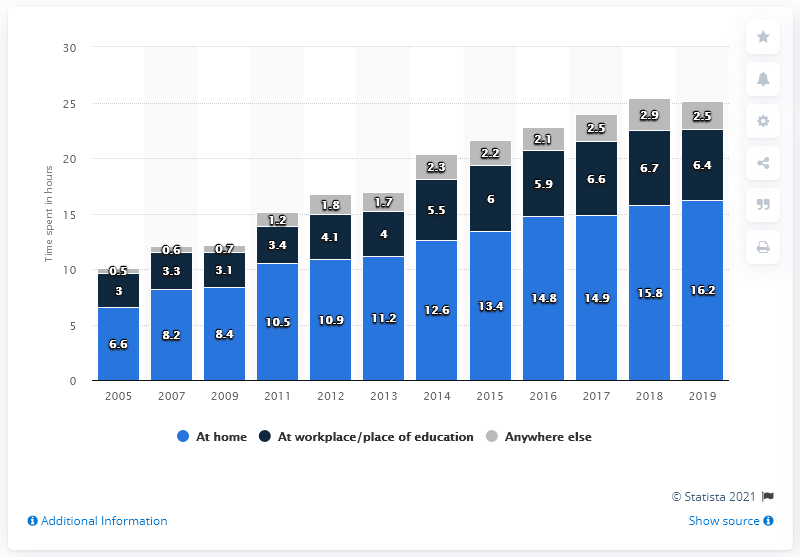 30
25
20
15
10
5
0
Time spent in hours
0.5 0.6 0.7 1.2 1.8 1.7 2.3 2.2 2.1 2.5 2.9 2.5
3 3.3 3.1 3.4 4.1 4 5.5 6 5.9 6.6 6.7 6.4
6.6 8.2 8.4 10.5 10.9 11.2 12.6 13.4 14.8 14.9 15.8 16.2
2005 2007 2009 2011 2012 2013 2014 2015 2016 2017 2018 2019
At home At workplace/place of education Anywhere else
© Statista 2021
Additional Information Show source